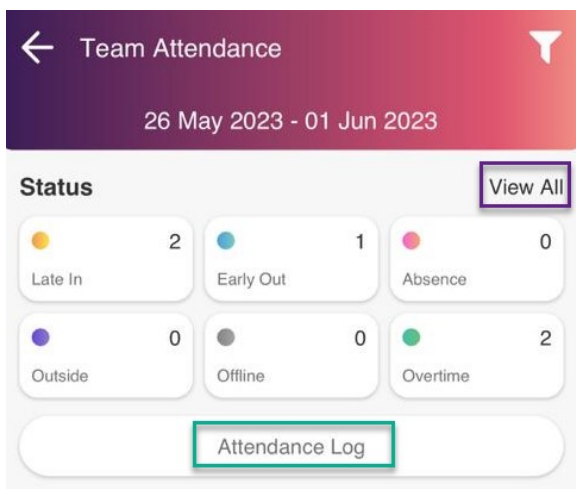 Team Attendance
26 May 2023 - 01 Jun 2023
Status View All
2 1 0
Late In Early Out Absence
0 0 2
Outside Offline Overtime
Attendance Log